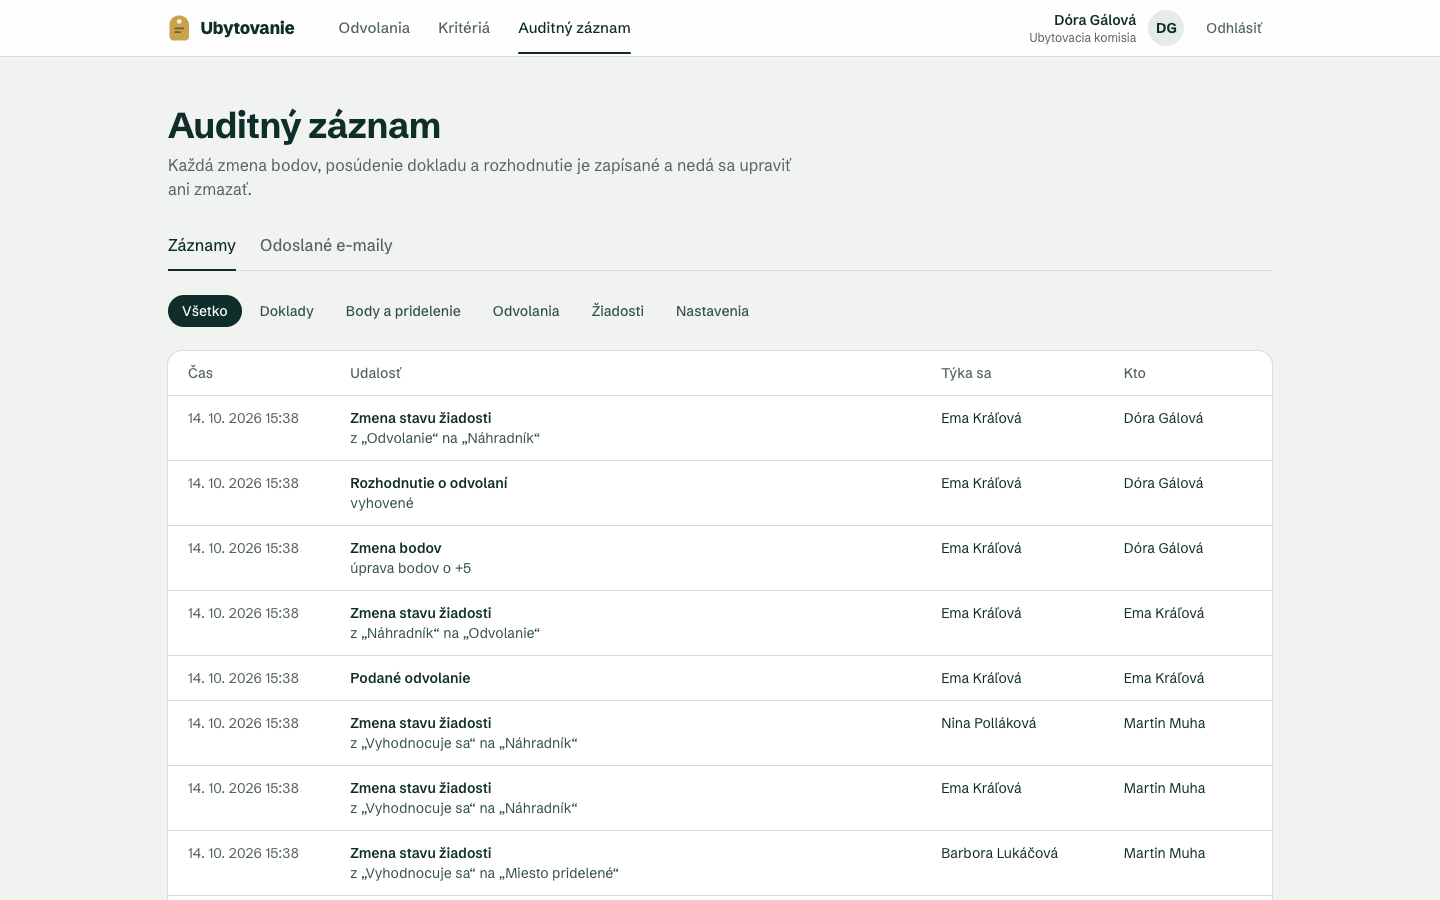 Ubytovanie
Odvolania
Kritériá
Auditný záznam
Dóra Gálová
Ubytovacia komisia
DG
Odhlásiť
Auditný záznam
Každá zmena bodov, posúdenie dokladu a rozhodnutie je zapísané a nedá sa upraviť
ani zmazať.
Záznamy
Odoslané e-maily
Všetko
Doklady
Body a pridelenie
Odvolania
Žiadosti
Nastavenia
Čas
Udalosť
Týka sa
Kto
14. 10. 2026 15:38
Zmena stavu žiadosti
z „Odvolanie“ na „Náhradník“
Ema Kráľová
Dóra Gálová
14. 10. 2026 15:38
Rozhodnutie o odvolaní
vyhovené
Ema Kráľová
Dóra Gálová
14. 10. 2026 15:38
Zmena bodov
úprava bodov o +5
Ema Kráľová
Dóra Gálová
14. 10. 2026 15:38
Zmena stavu žiadosti
z „Náhradník“ na „Odvolanie“
Ema Kráľová
Ema Kráľová
14. 10. 2026 15:38
Podané odvolanie
Ema Kráľová
Ema Kráľová
14. 10. 2026 15:38
Zmena stavu žiadosti
z „Vyhodnocuje sa“ na „Náhradník“
Nina Polláková
Martin Muha
14. 10. 2026 15:38
Zmena stavu žiadosti
z „Vyhodnocuje sa“ na „Náhradník“
Ema Kráľová
Martin Muha
14. 10. 2026 15:38
Zmena stavu žiadosti
z „Vyhodnocuje sa“ na „Miesto pridelené“
Barbora Lukáčová
Martin Muha